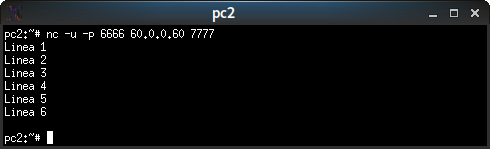 pc2
pc2:~# nc -u -p 6666 60.0.0.60 7777
Linea 1
Linea 2
Linea 3
Linea 4
Linea 5
Linea 6
pc2:~#